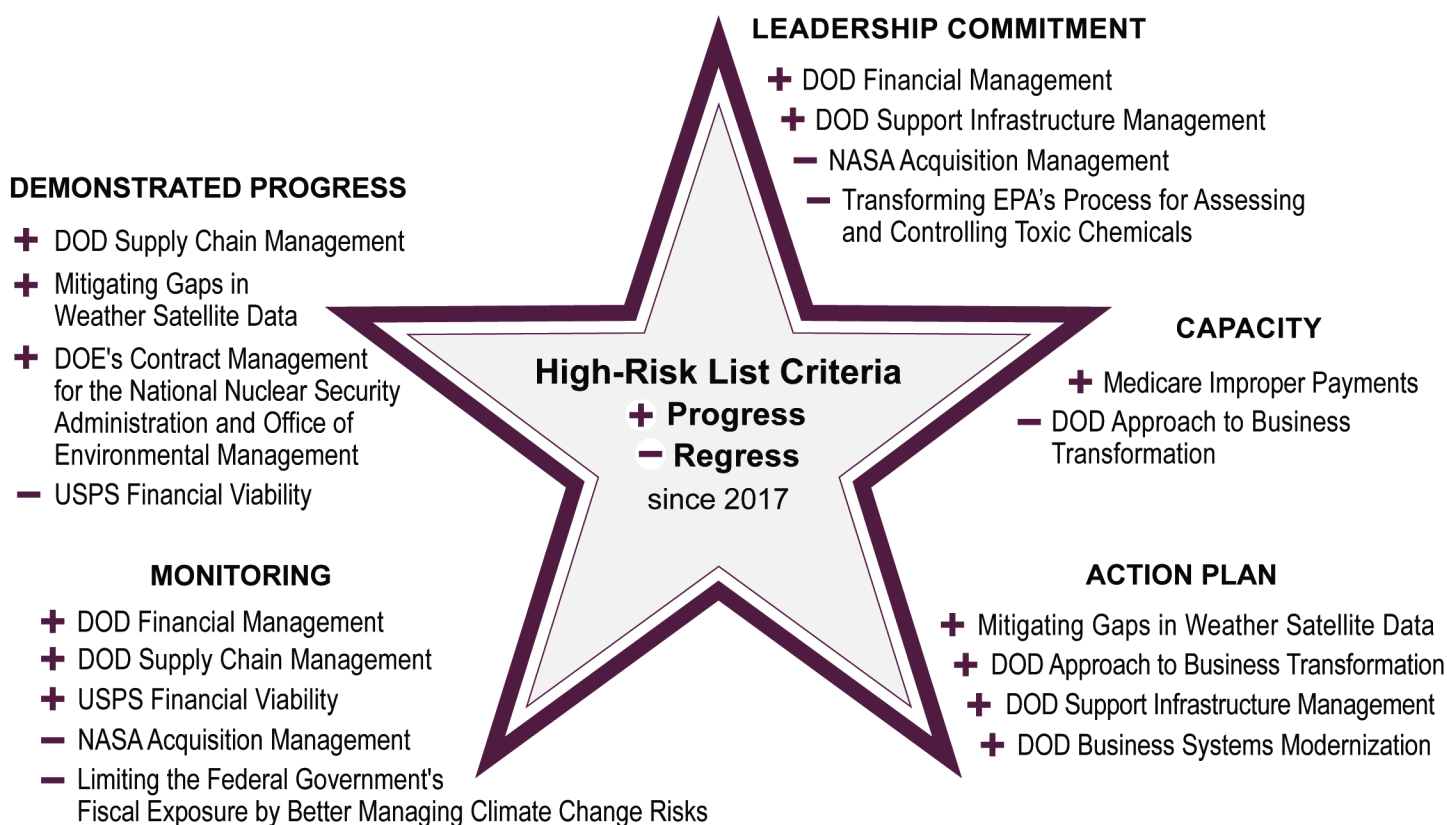 LEADERSHIP COMMITMENT
+ DOD Financial Management
+ DOD Support Infrastructure Management
− NASA Acquisition Management
− Transforming EPA's Process for Assessing
and Controlling Toxic Chemicals
DEMONSTRATED PROGRESS
+ DOD Supply Chain Management
+ Mitigating Gaps in
Weather Satellite Data
+ DOE's Contract Management
for the National Nuclear Security
Administration and Office of
Environmental Management
− USPS Financial Viability
High-Risk List Criteria
+ Progress
− Regress
since 2017
CAPACITY
+ Medicare Improper Payments
− DOD Approach to Business
Transformation
MONITORING
+ DOD Financial Management
+ DOD Supply Chain Management
+ USPS Financial Viability
− NASA Acquisition Management
− Limiting the Federal Government's
Fiscal Exposure by Better Managing Climate Change Risks
ACTION PLAN
+ Mitigating Gaps in Weather Satellite Data
+ DOD Approach to Business Transformation
+ DOD Support Infrastructure Management
+ DOD Business Systems Modernization